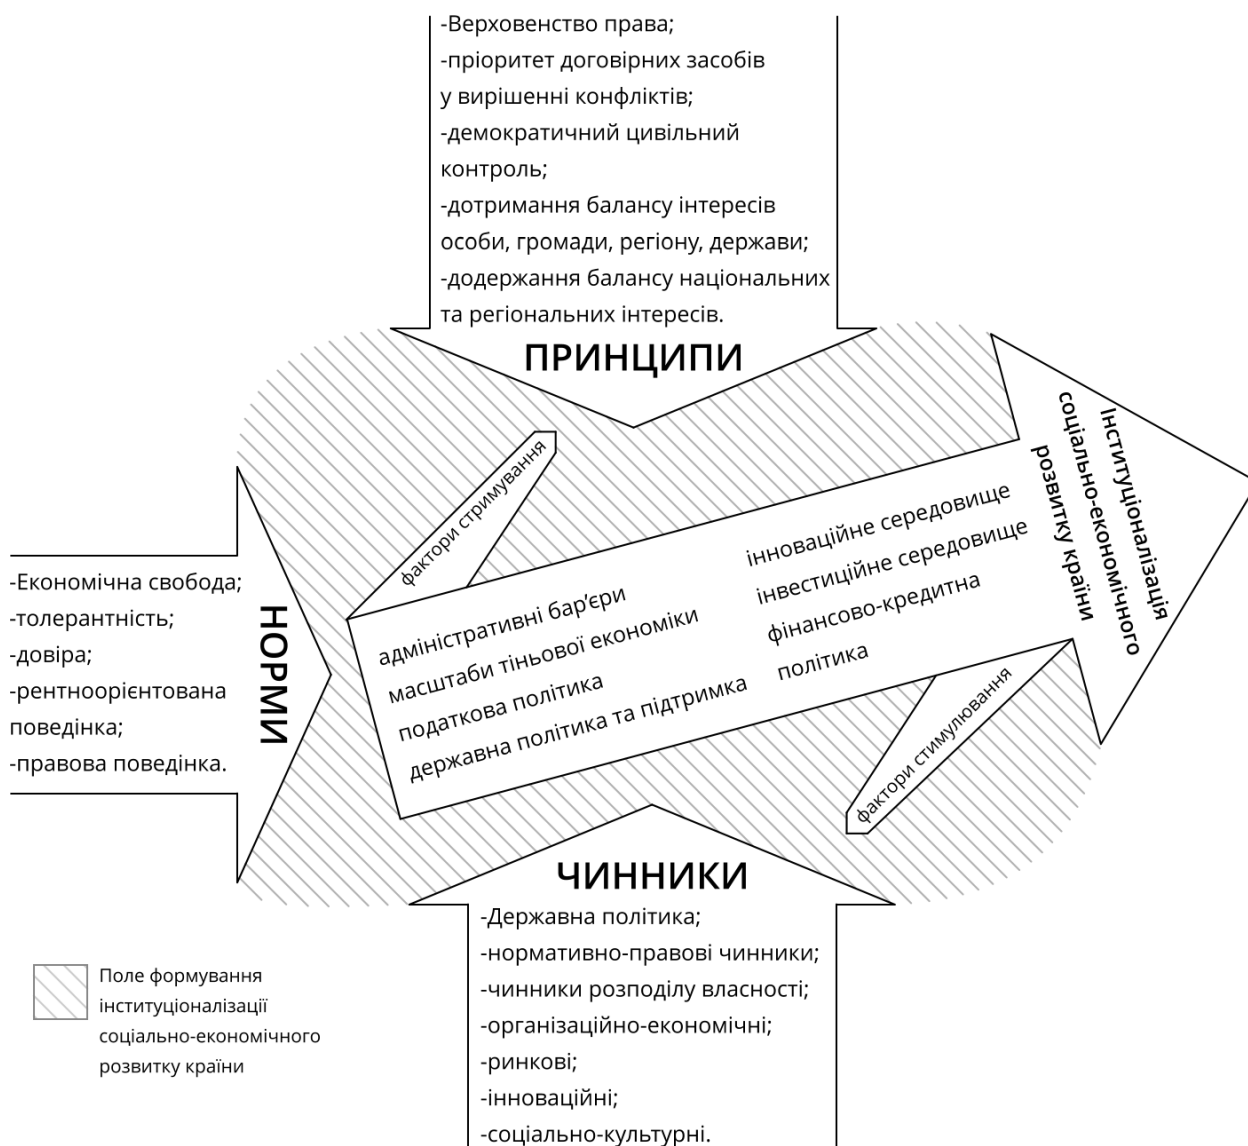 -Верховенство права;
-пріоритет договірних засобів
у вирішенні конфліктів;
-демократичний цивільний
контроль;
-дотримання балансу інтересів
особи, громади, регіону, держави;
-додержання балансу національних
та регіональних інтересів.
ПРИНЦИПИ
-Економічна свобода;
-толерантність;
-довіра;
-рентноорієнтована
поведінка;
-правова поведінка.
НОРМИ
фактори стримування
адміністративні бар’єри
масштаби тіньової економіки
податкова політика
державна політика та підтримка
інноваційне середовище
інвестиційне середовище
фінансово-кредитна
політика
Інституціоналізація
соціально-економічного
розвитку країни
фактори стимулювання
ЧИННИКИ
-Державна політика;
-нормативно-правові чинники;
-чинники розподілу власності;
-організаційно-економічні;
-ринкові;
-інноваційні;
-соціально-культурні.
Поле формування
інституціоналізації
соціально-економічного
розвитку країни